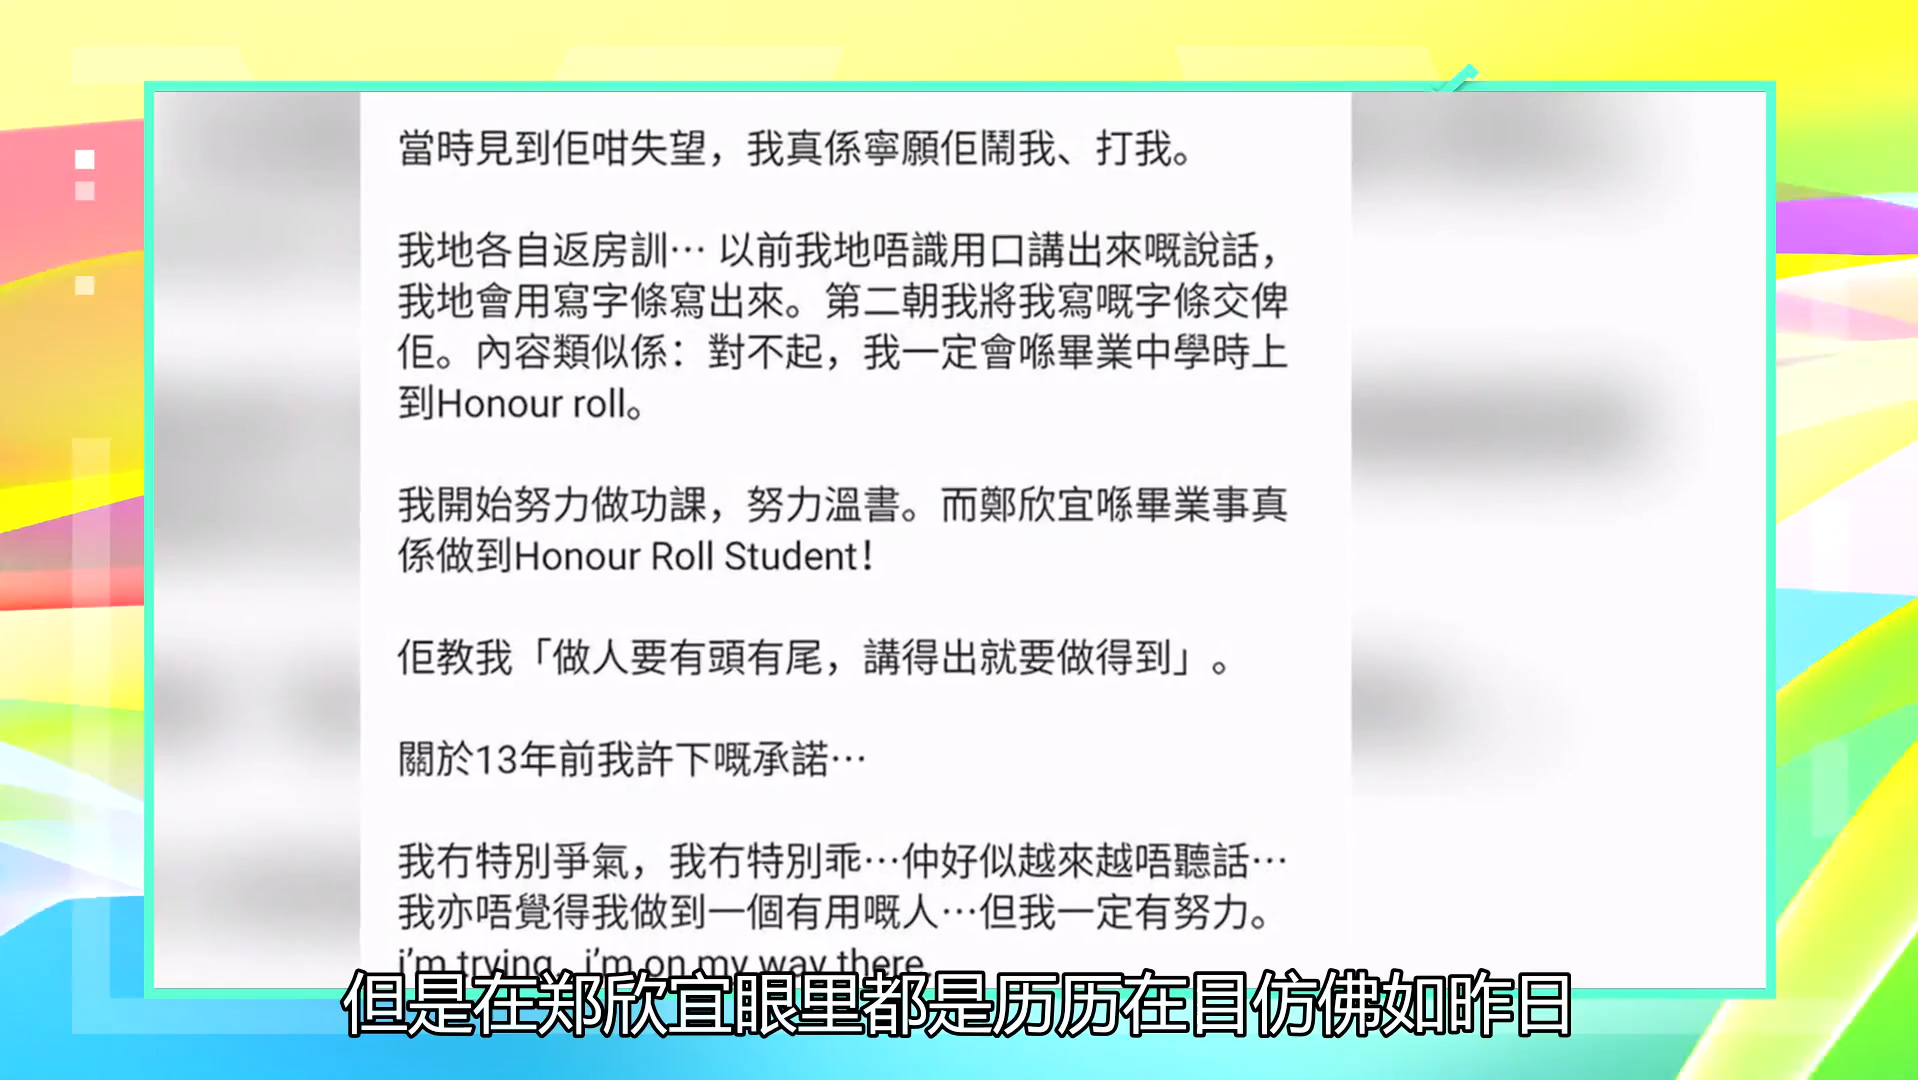 當時見到佢咁失望，我真係寧願佢鬧我、打我。
我地各自返房訓… 以前我地唔識用口講出來嘅說話，
我地會用寫字條寫出來。第二朝我將我寫嘅字條交俾
佢。內容類似係：對不起，我一定會喺畢業中學時上
到Honour roll。
我開始努力做功課，努力溫書。而鄭欣宜喺畢業事真
係做到Honour Roll Student！
佢教我「做人要有頭有尾，講得出就要做得到」。
關於13年前我許下嘅承諾…
我冇特別爭氣，我冇特別乖…仲好似越來越唔聽話…
我亦唔覺得我做到一個有用嘅人…但我一定有努力。
i’m trying , i’m on my way there.
但是在郑欣宜眼里都是历历在目仿佛如昨日